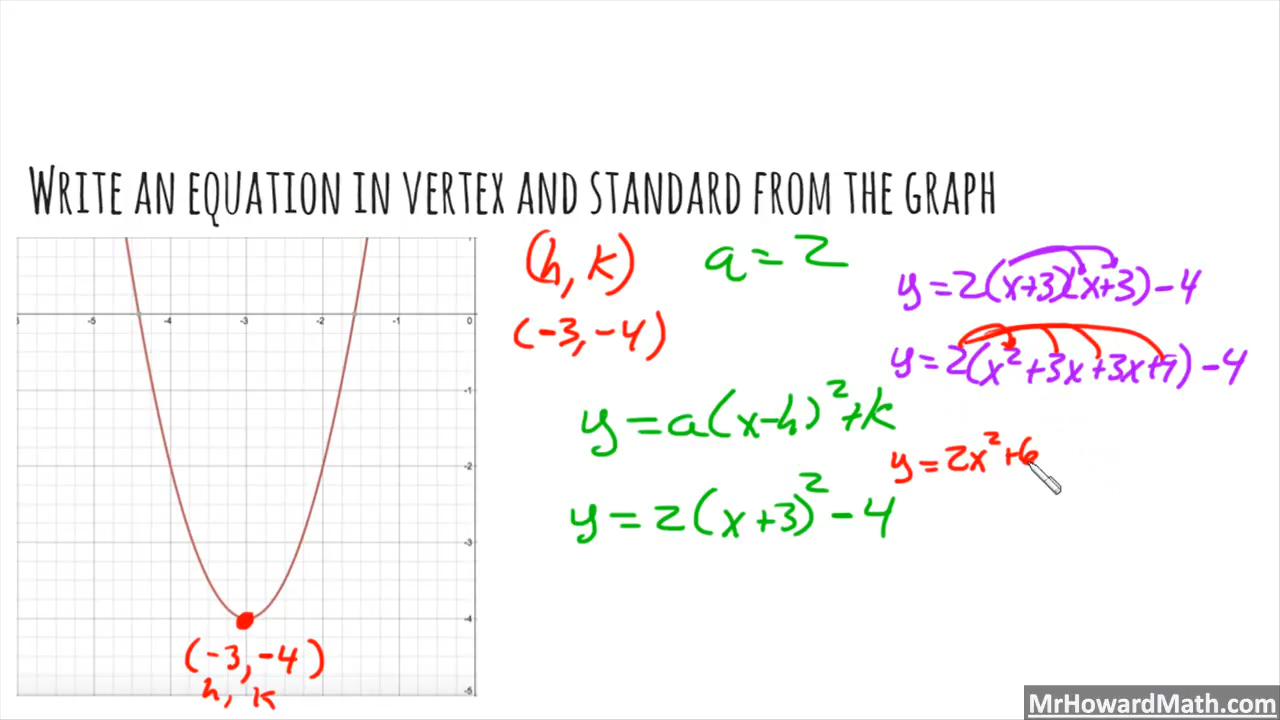 WRITE AN EQUATION IN VERTEX AND STANDARD FROM THE GRAPH
(h, k)
a = 2
(-3, -4)
y = 2(x+3)(x+3) - 4
y = 2(x² + 3x + 3x + 9) - 4
y = a(x-h)² + k
y = 2x² + 6
y = 2(x+3)² - 4
-5 -4 -2 -1 0
-1
-2
-3
-4
-5
(-3, -4)
h, k
MrHowardMath.com